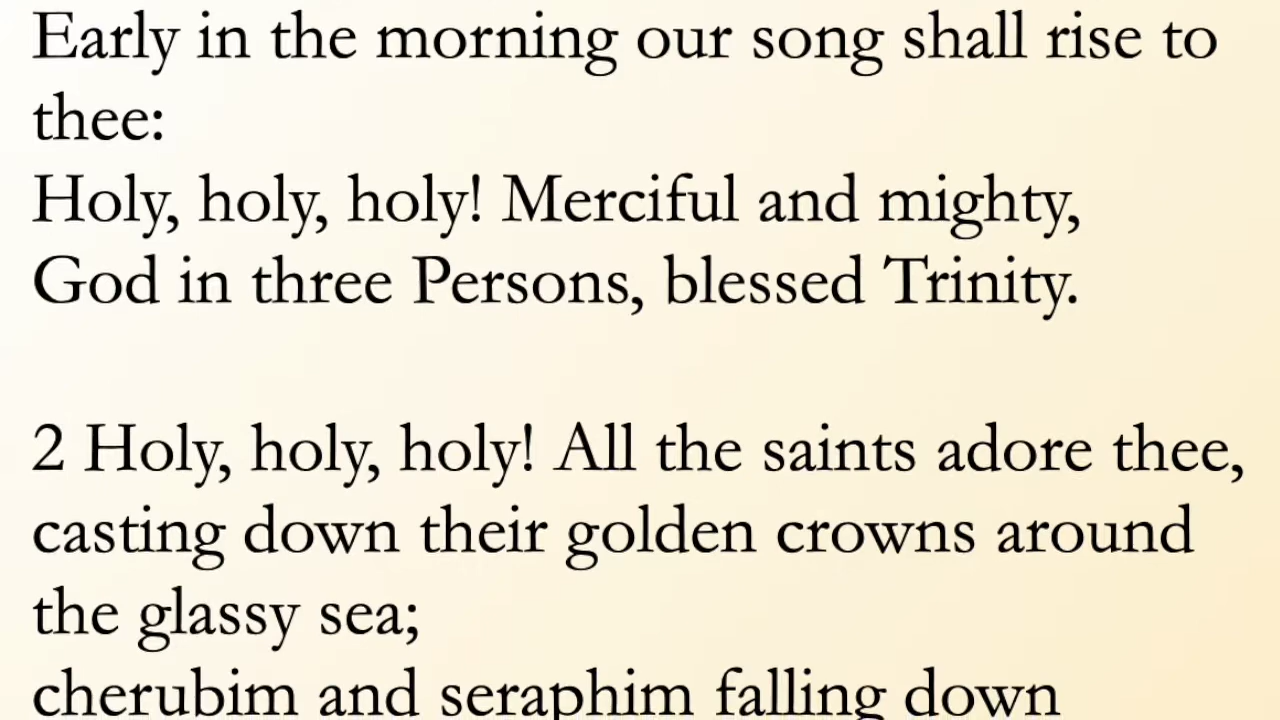 Early in the morning our song shall rise to
thee:
Holy, holy, holy! Merciful and mighty,
God in three Persons, blessed Trinity.
2 Holy, holy, holy! All the saints adore thee,
casting down their golden crowns around
the glassy sea;
cherubim and seraphim falling down